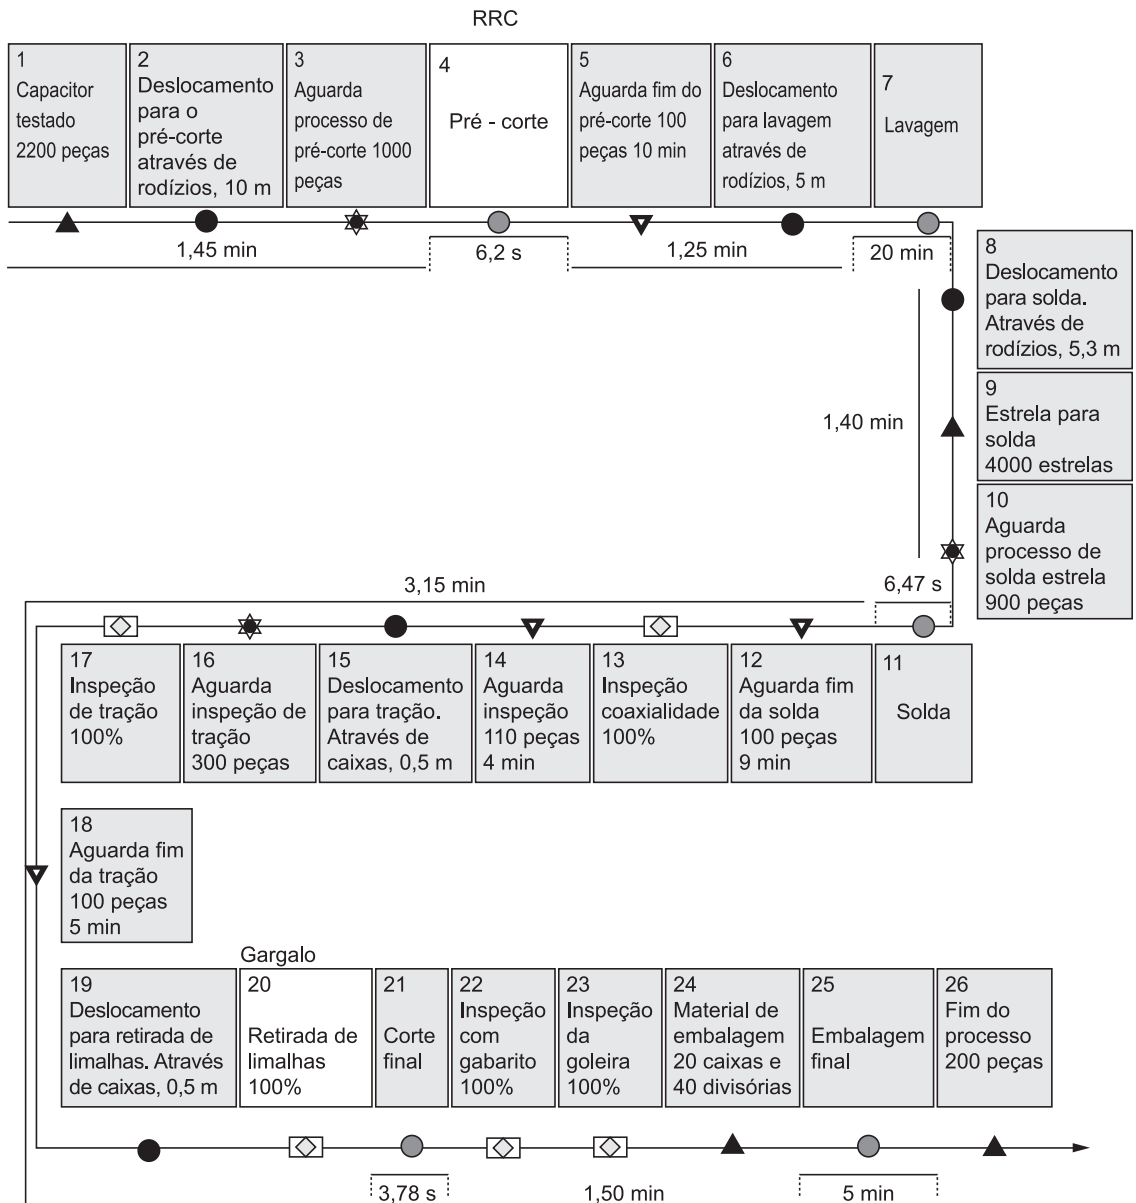 RRC
1
Capacitor
testado
2200 peças
2
Deslocamento
para o
pré-corte
através de
rodízios, 10 m
3
Aguarda
processo de
pré-corte 1000
peças
4
Pré - corte
5
Aguarda fim do
pré-corte 100
peças 10 min
6
Deslocamento
para lavagem
através de
rodízios, 5 m
7
Lavagem
1,45 min
6,2 s
1,25 min
20 min
8
Deslocamento
para solda.
Através de
rodízios, 5,3 m
9
Estrela para
solda
4000 estrelas
10
Aguarda
processo de
solda estrela
900 peças
1,40 min
3,15 min
6,47 s
17
Inspeção
de tração
100%
16
Aguarda
inspeção de
tração
300 peças
15
Deslocamento
para tração.
Através de
caixas, 0,5 m
14
Aguarda
inspeção
110 peças
4 min
13
Inspeção
coaxialidade
100%
12
Aguarda fim
da solda
100 peças
9 min
11
Solda
18
Aguarda fim
da tração
100 peças
5 min
Gargalo
19
Deslocamento
para retirada de
limalhas. Através
de caixas, 0,5 m
20
Retirada de
limalhas
100%
21
Corte
final
22
Inspeção
com
gabarito
100%
23
Inspeção
da
goleira
100%
24
Material de
embalagem
20 caixas e
40 divisórias
25
Embalagem
final
26
Fim do
processo
200 peças
3,78 s
1,50 min
5 min